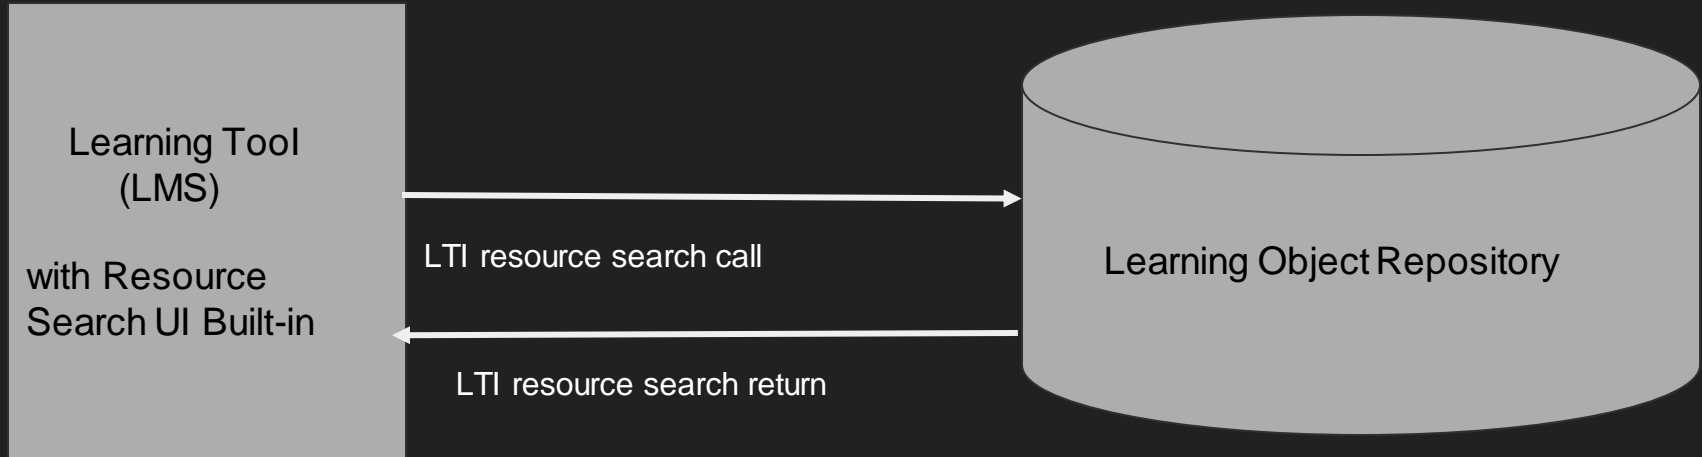 Learning Tool
(LMS)
with Resource
Search UI Built-in
LTI resource search call
LTI resource search return
Learning Object Repository